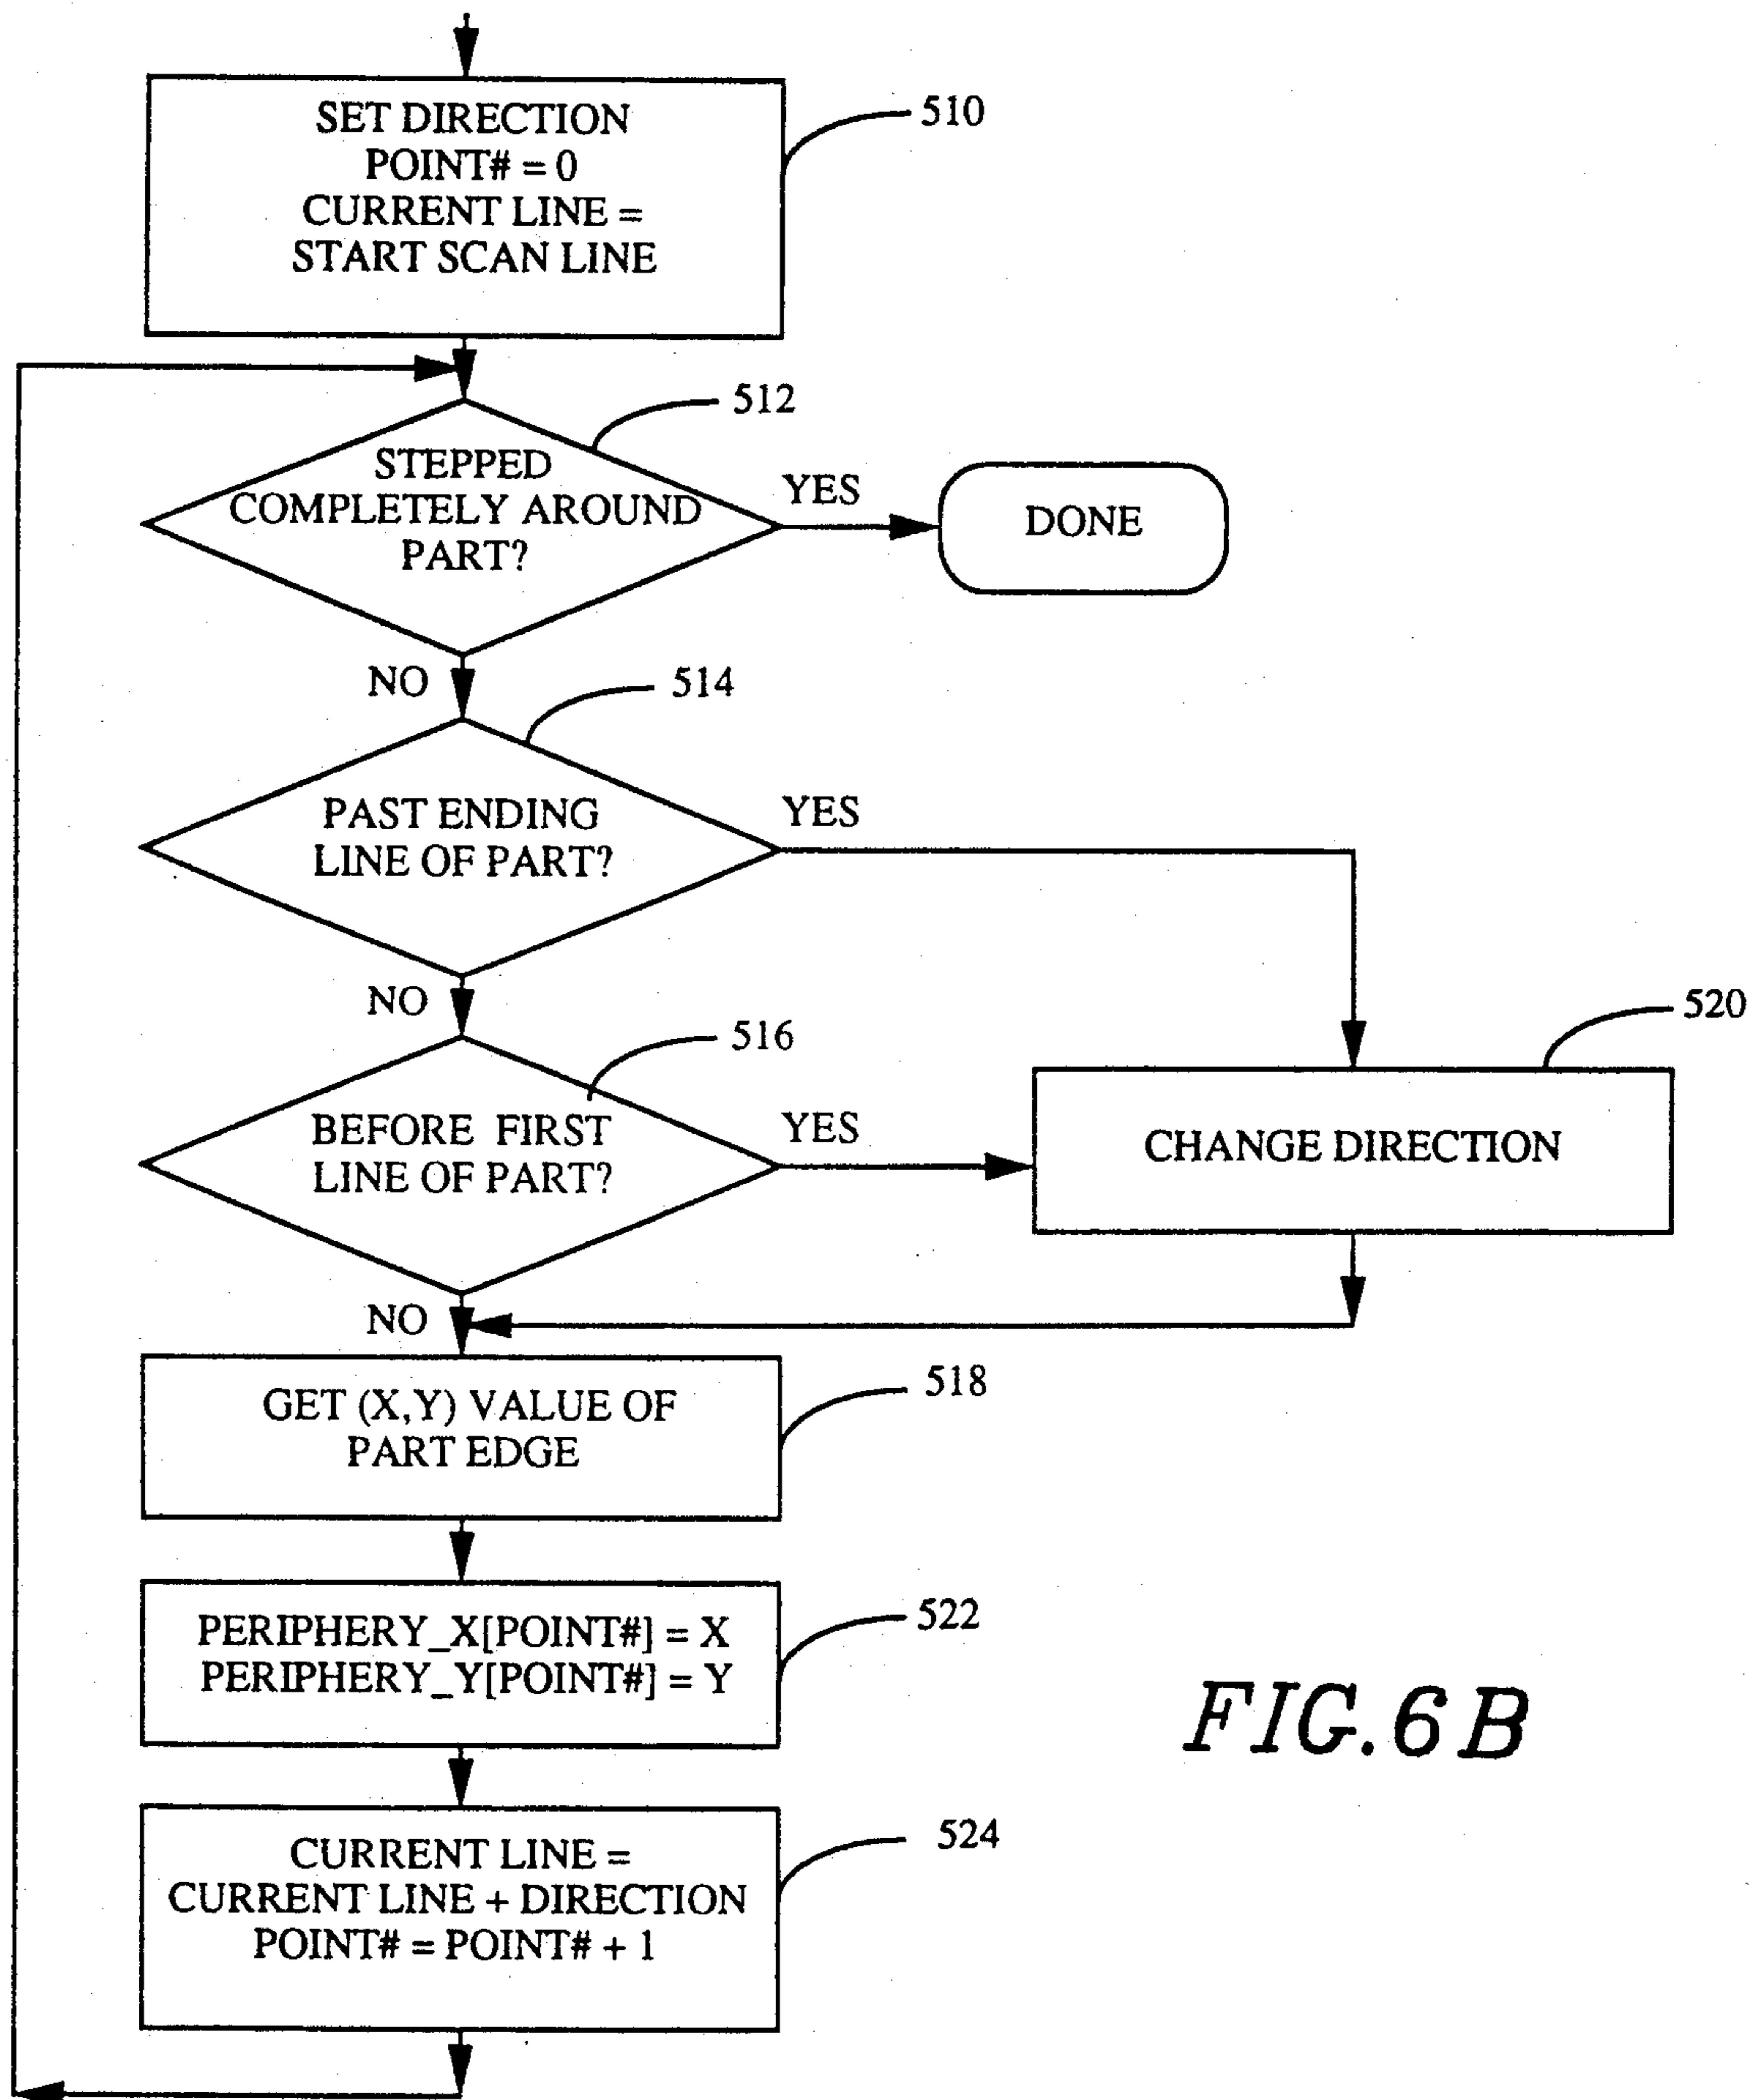 SET DIRECTION
POINT# = 0
CURRENT LINE =
START SCAN LINE
510
512
STEPPED
COMPLETELY AROUND
PART?
YES
DONE
NO
514
PAST ENDING
LINE OF PART?
YES
NO
516
520
BEFORE FIRST
LINE OF PART?
YES
CHANGE DIRECTION
NO
GET (X,Y) VALUE OF
PART EDGE
518
PERIPHERY_X[POINT#] = X
PERIPHERY_Y[POINT#] = Y
522
CURRENT LINE =
CURRENT LINE + DIRECTION
POINT# = POINT# + 1
524
FIG.6B